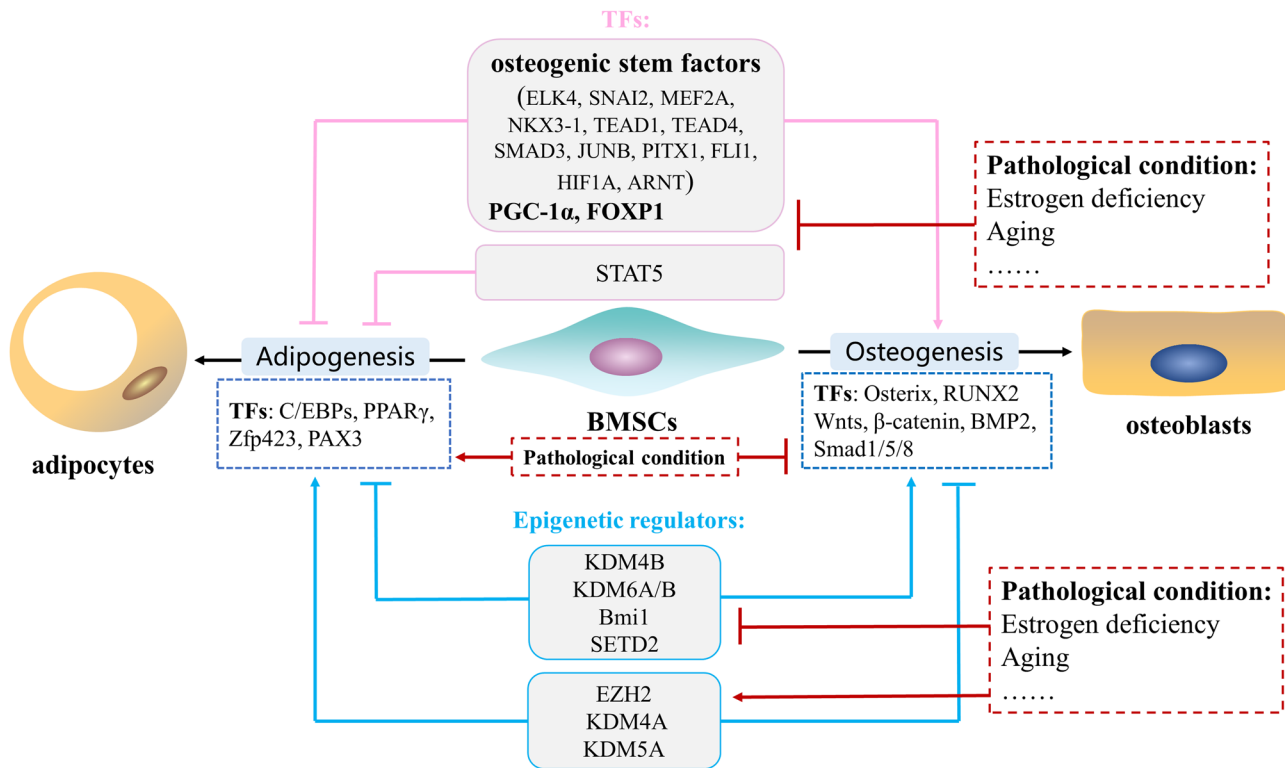 TFs:
osteogenic stem factors
(ELK4, SNAI2, MEF2A,
NKX3-1, TEAD1, TEAD4,
SMAD3, JUNB, PITX1, FLI1,
HIF1A, ARNT)
PGC-1α, FOXP1
Pathological condition:
Estrogen deficiency
Aging
……
STAT5
Adipogenesis
Osteogenesis
TFs: C/EBPs, PPARγ,
Zfp423, PAX3
BMSCs
TFs: Osterix, RUNX2
Wnts, β-catenin, BMP2,
Smad1/5/8
adipocytes
osteoblasts
Pathological condition
Epigenetic regulators:
KDM4B
KDM6A/B
Bmi1
SETD2
Pathological condition:
Estrogen deficiency
Aging
……
EZH2
KDM4A
KDM5A